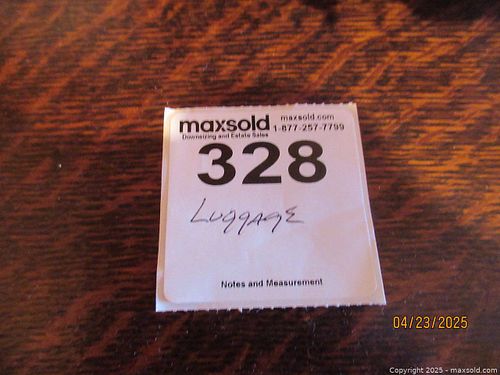 maxsold maxsold.com
Downsizing and Estate Sales 1-877-257-7799
328
LuggAgE
Notes and Measurement
04/23/2025
Copyright © 2025 - maxsold.com